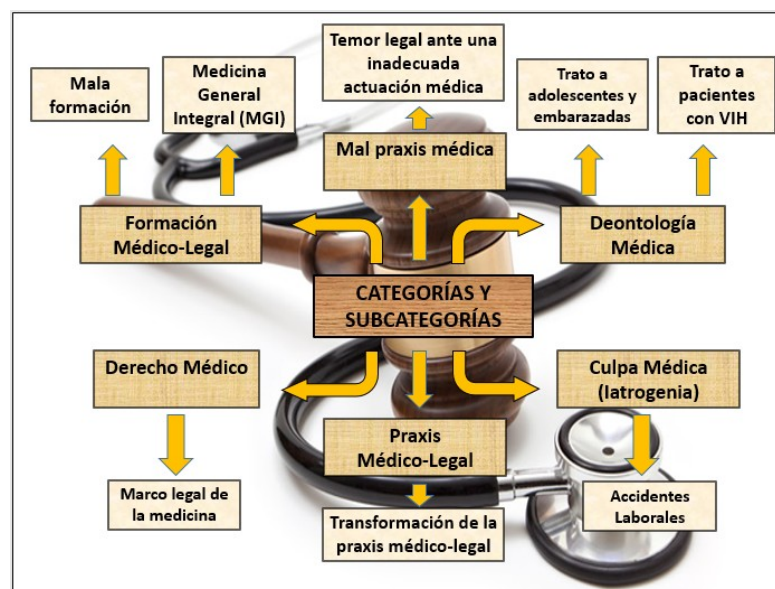 Mala
formación
Medicina
General
Integral (MGI)
Temor legal ante una
inadecuada
actuación médica
Trato a
adolescentes y
embarazadas
Trato a
pacientes
con VIH
Formación
Médico-Legal
Mal praxis médica
Deontología
Médica
CATEGORÍAS Y
SUBCATEGORÍAS
Derecho Médico
Praxis
Médico-Legal
Culpa Médica
(Iatrogenia)
Marco legal de
la medicina
Transformación de la
praxis médico-legal
Accidentes
Laborales